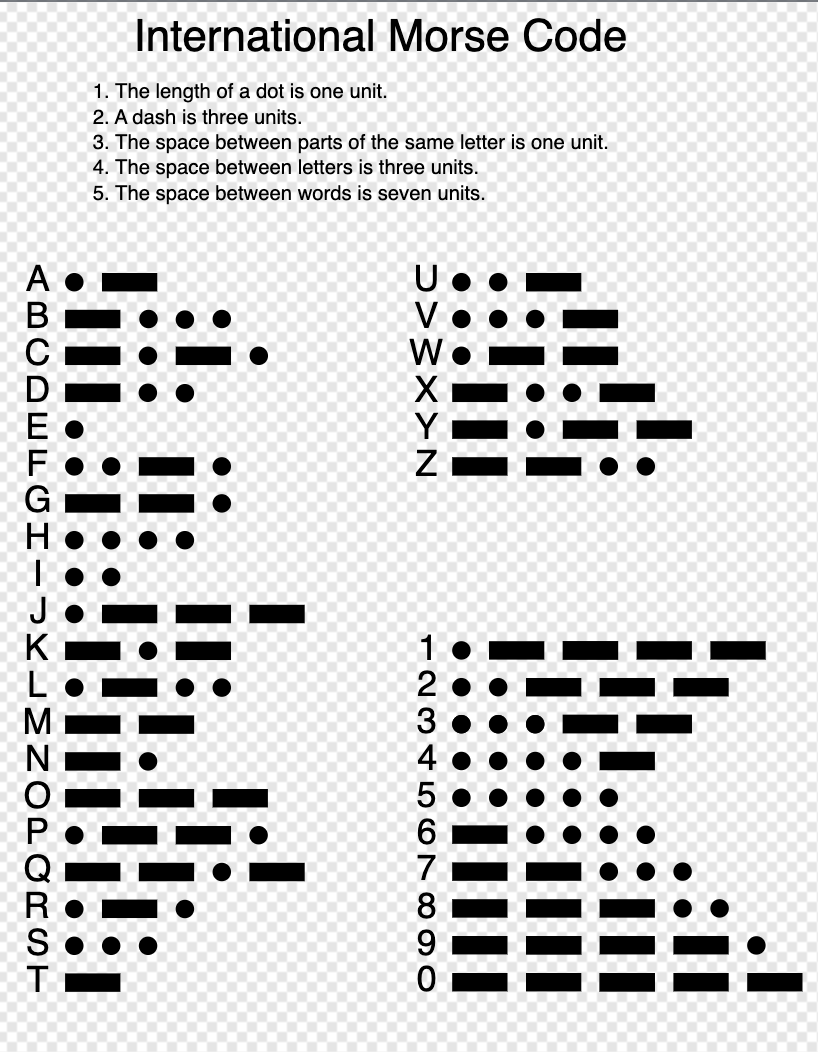 International Morse Code
1. The length of a dot is one unit.
2. A dash is three units.
3. The space between parts of the same letter is one unit.
4. The space between letters is three units.
5. The space between words is seven units.
A ● ▬
B ▬ ● ● ●
C ▬ ● ▬ ●
D ▬ ● ●
E ●
F ● ● ▬ ●
G ▬ ▬ ●
H ● ● ● ●
I ● ●
J ● ▬ ▬ ▬
K ▬ ● ▬
L ● ▬ ● ●
M ▬ ▬
N ▬ ●
O ▬ ▬ ▬
P ● ▬ ▬ ●
Q ▬ ▬ ● ▬
R ● ▬ ●
S ● ● ●
T ▬
U ● ● ▬
V ● ● ● ▬
W ● ▬ ▬
X ▬ ● ● ▬
Y ▬ ● ▬ ▬
Z ▬ ▬ ● ●
1 ● ▬ ▬ ▬ ▬
2 ● ● ▬ ▬ ▬
3 ● ● ● ▬ ▬
4 ● ● ● ● ▬
5 ● ● ● ● ●
6 ▬ ● ● ● ●
7 ▬ ▬ ● ● ●
8 ▬ ▬ ▬ ● ●
9 ▬ ▬ ▬ ▬ ●
0 ▬ ▬ ▬ ▬ ▬